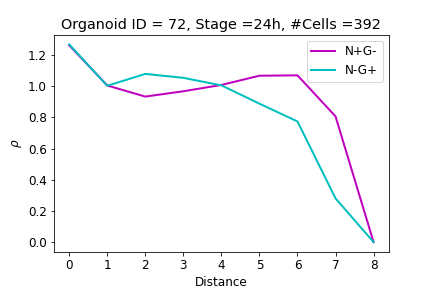 Organoid ID = 72, Stage =24h, #Cells =392
N+G-
N-G+
1.2
1.0
0.8
0.6
0.4
0.2
0.0
ρ
0 1 2 3 4 5 6 7 8
Distance